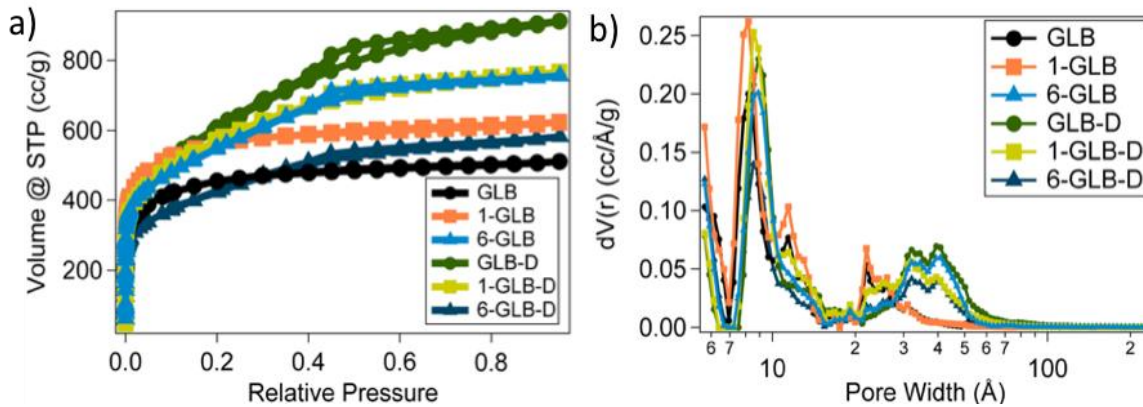 a)
Volume @ STP (cc/g)
800
600
400
200
0.0
0.2
0.4
0.6
0.8
Relative Pressure
GLB
1-GLB
6-GLB
GLB-D
1-GLB-D
6-GLB-D
b)
dV(r) (cc/Å/g)
0.25
0.20
0.15
0.10
0.05
0.00
6 7 2 3 4 5 6 7 2
10 100
Pore Width (Å)
GLB
1-GLB
6-GLB
GLB-D
1-GLB-D
6-GLB-D